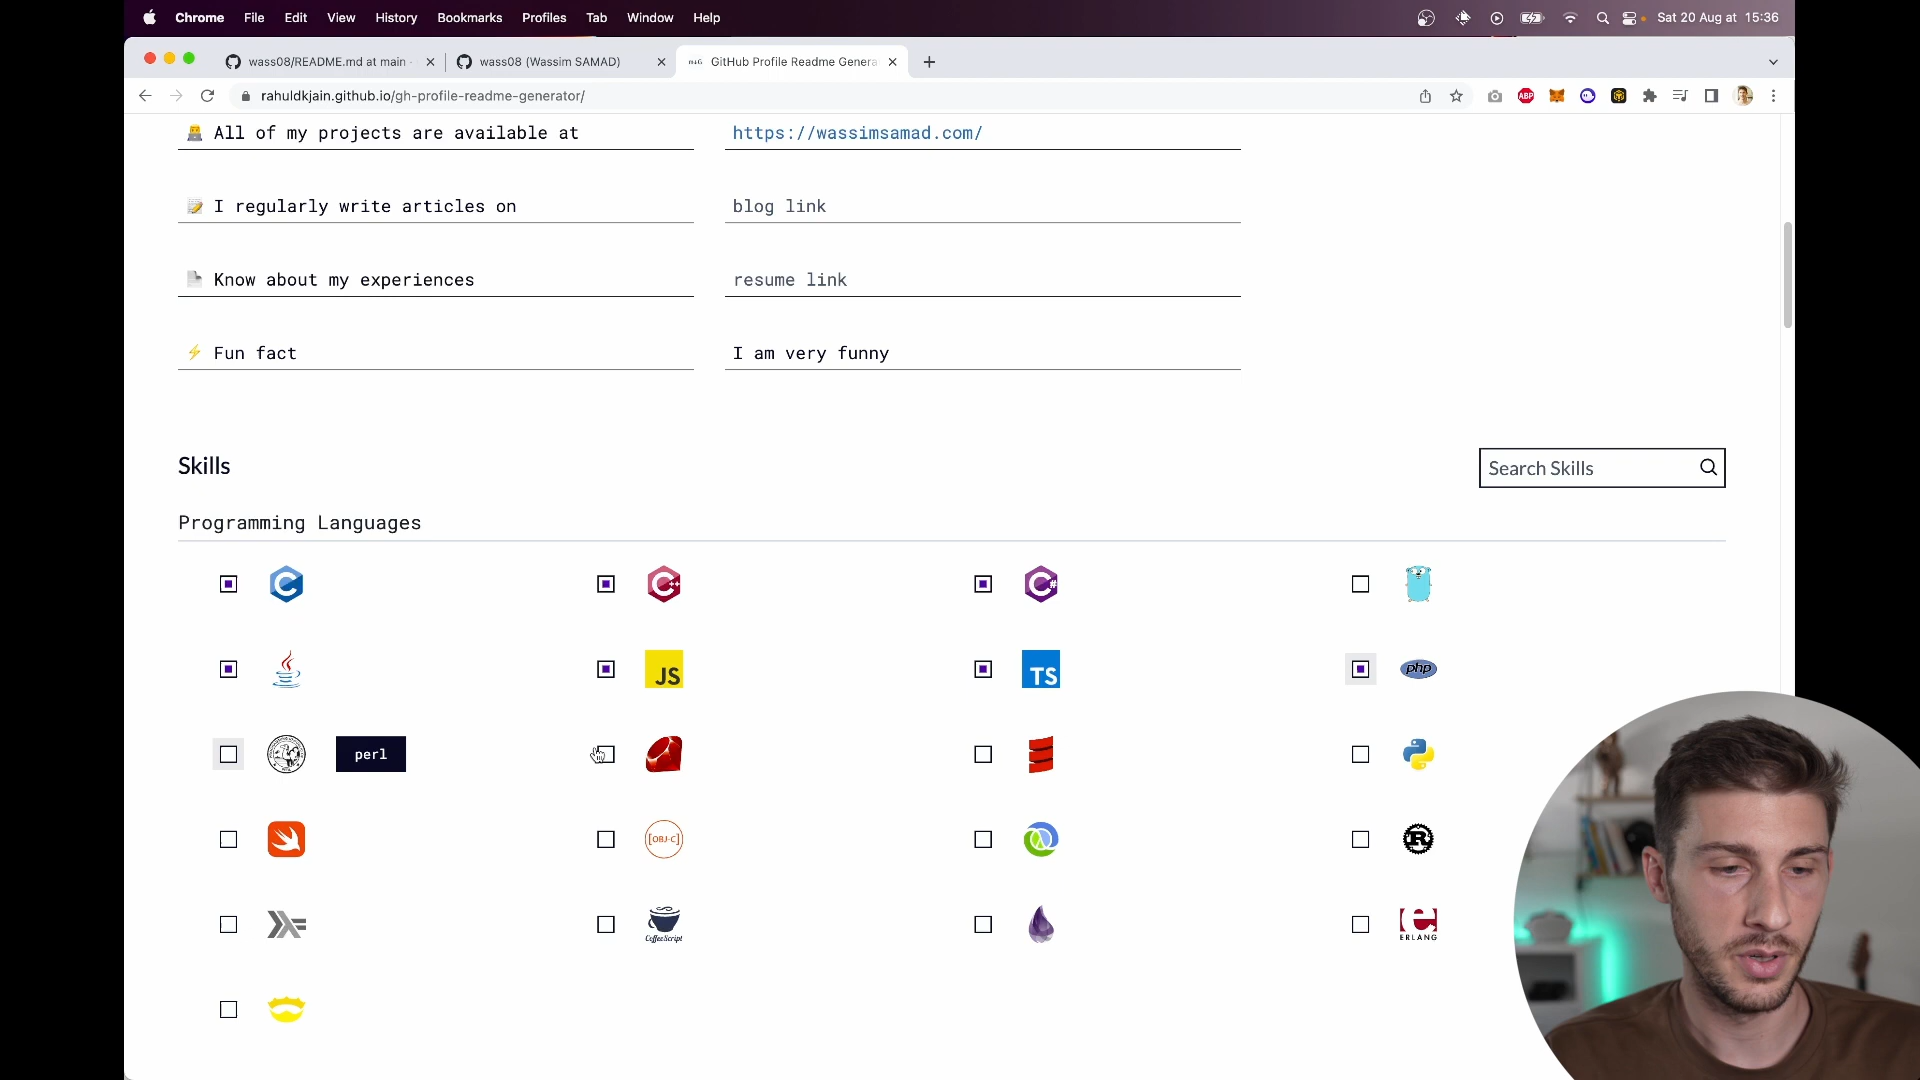 Chrome File Edit View History Bookmarks Profiles Tab Window Help Sat 20 Aug at 15:36
wass08/README.md at main - wass08 (Wassim SAMAD) GitHub Profile Readme Genera
rahuldkjain.github.io/gh-profile-readme-generator/ ABP
All of my projects are available at https://wassimsamad.com/
I regularly write articles on blog link
Know about my experiences resume link
Fun fact I am very funny
Skills Search Skills
Programming Languages
C C++ C#
JS TS php
perl
[OBJ-C] R
CoffeeScript e ERLANG